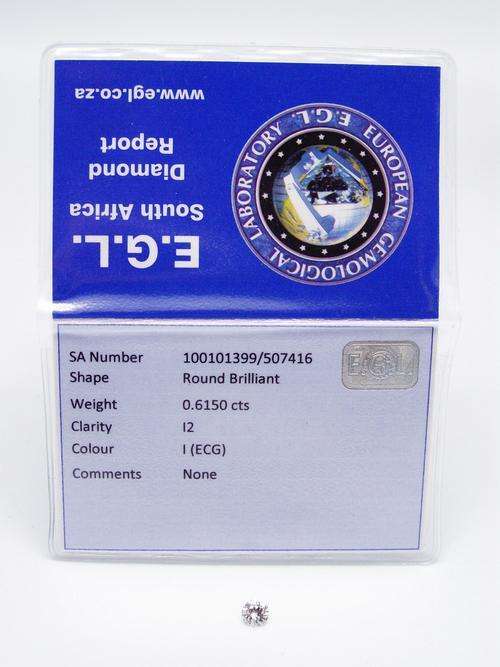 E.G.L.
South Africa
Diamond
Report
www.egl.co.za
EUROPEAN GEMOLOGICAL LABORATORY
E.G.L.
SA Number 100101399/507416
Shape Round Brilliant
Weight 0.6150 cts
Clarity I2
Colour I (ECG)
Comments None
E.G.L.